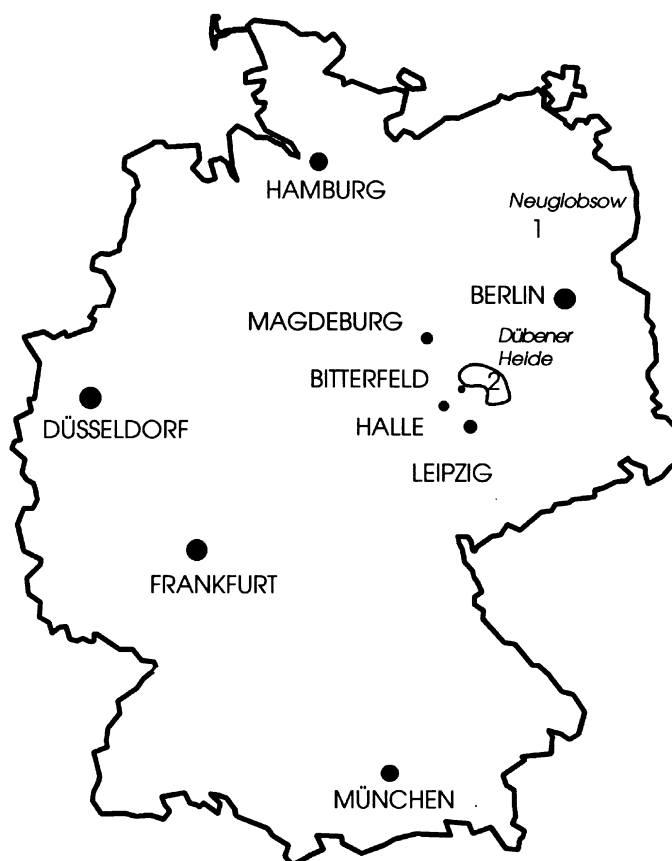 HAMBURG
Neuglobsow
1
BERLIN
MAGDEBURG
Dübener
Heide
BITTERFELD
2
DÜSSELDORF
HALLE
LEIPZIG
FRANKFURT
MÜNCHEN